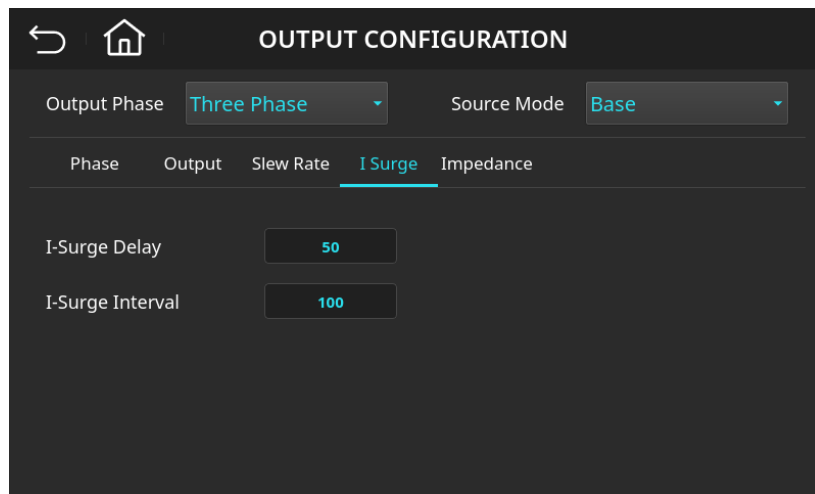 OUTPUT CONFIGURATION
Output Phase Three Phase Source Mode Base
Phase Output Slew Rate I Surge Impedance
I-Surge Delay 50
I-Surge Interval 100